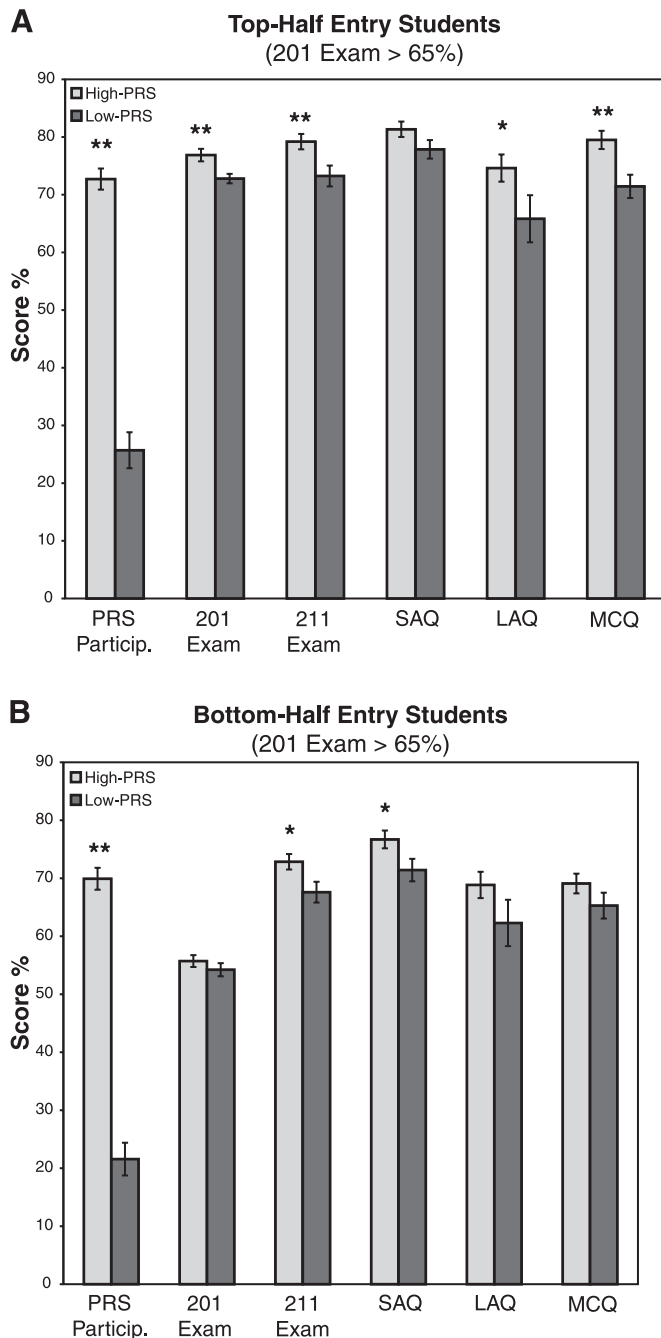 A
Top-Half Entry Students
(201 Exam > 65%)
90
High-PRS
Low-PRS
80
**
**
**
*
**
70
60
50
Score %
40
30
20
10
0
PRS 201 211 SAQ LAQ MCQ
Particip. Exam Exam
B
Bottom-Half Entry Students
(201 Exam > 65%)
90
High-PRS
Low-PRS
80
**
*
*
70
60
50
Score %
40
30
20
10
0
PRS 201 211 SAQ LAQ MCQ
Particip. Exam Exam